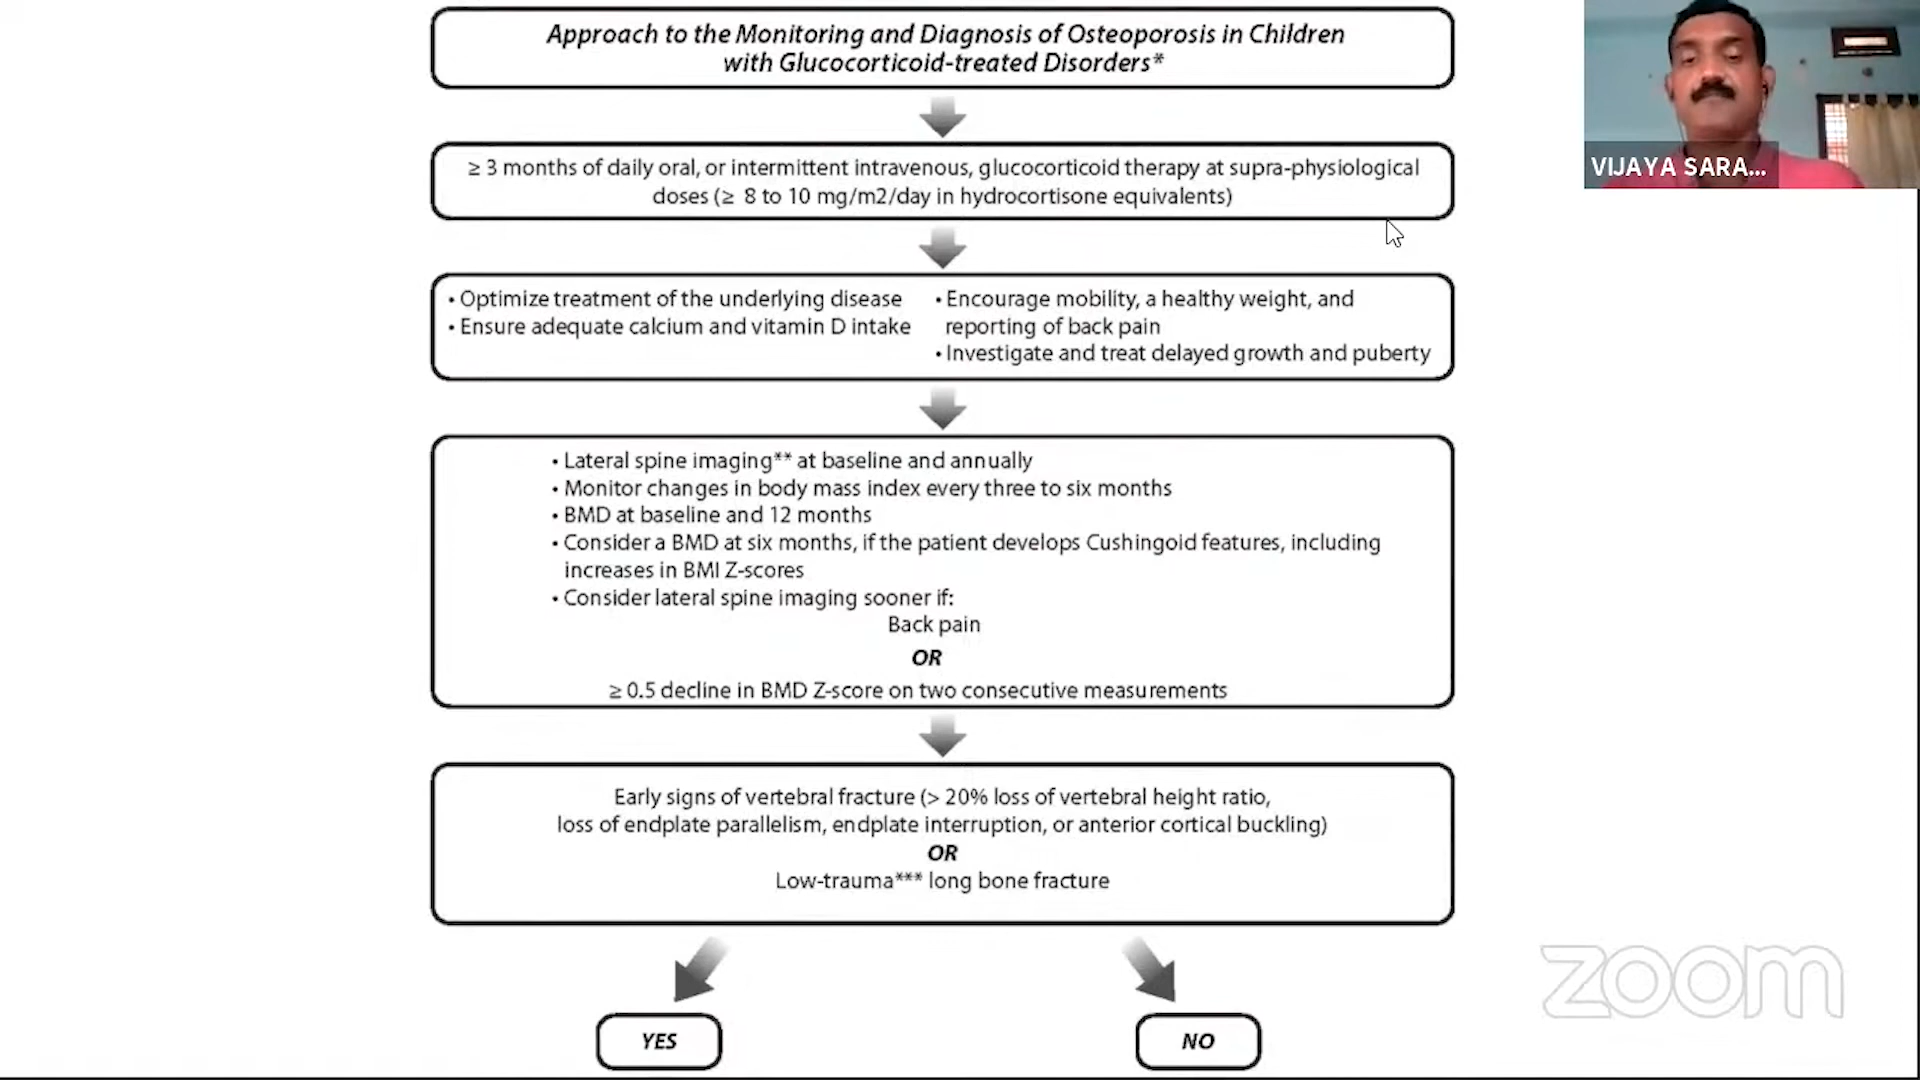 Approach to the Monitoring and Diagnosis of Osteoporosis in Children
with Glucocorticoid-treated Disorders*
VIJAYA SARA...
≥ 3 months of daily oral, or intermittent intravenous, glucocorticoid therapy at supra-physiological
doses (≥ 8 to 10 mg/m2/day in hydrocortisone equivalents)
• Optimize treatment of the underlying disease
• Ensure adequate calcium and vitamin D intake
• Encourage mobility, a healthy weight, and
reporting of back pain
• Investigate and treat delayed growth and puberty
• Lateral spine imaging** at baseline and annually
• Monitor changes in body mass index every three to six months
• BMD at baseline and 12 months
• Consider a BMD at six months, if the patient develops Cushingoid features, including
increases in BMI Z-scores
• Consider lateral spine imaging sooner if:
Back pain
OR
≥ 0.5 decline in BMD Z-score on two consecutive measurements
Early signs of vertebral fracture (> 20% loss of vertebral height ratio,
loss of endplate parallelism, endplate interruption, or anterior cortical buckling)
OR
Low-trauma*** long bone fracture
YES
NO
zoom